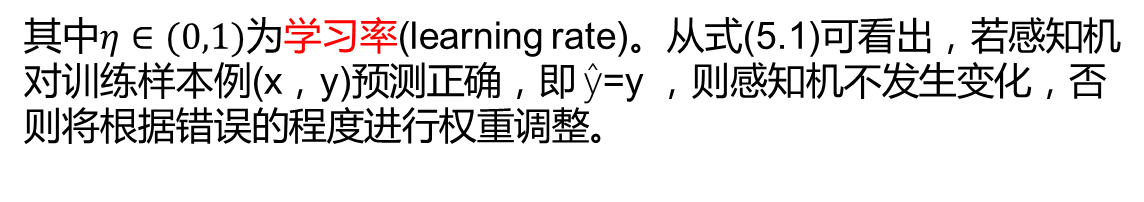 其中𝜂 ∈ (0,1)为学习率(learning rate)。从式(5.1)可看出，若感知机
对训练样本例(x，y)预测正确，即 ŷ=y ，则感知机不发生变化，否
则将根据错误的程度进行权重调整。